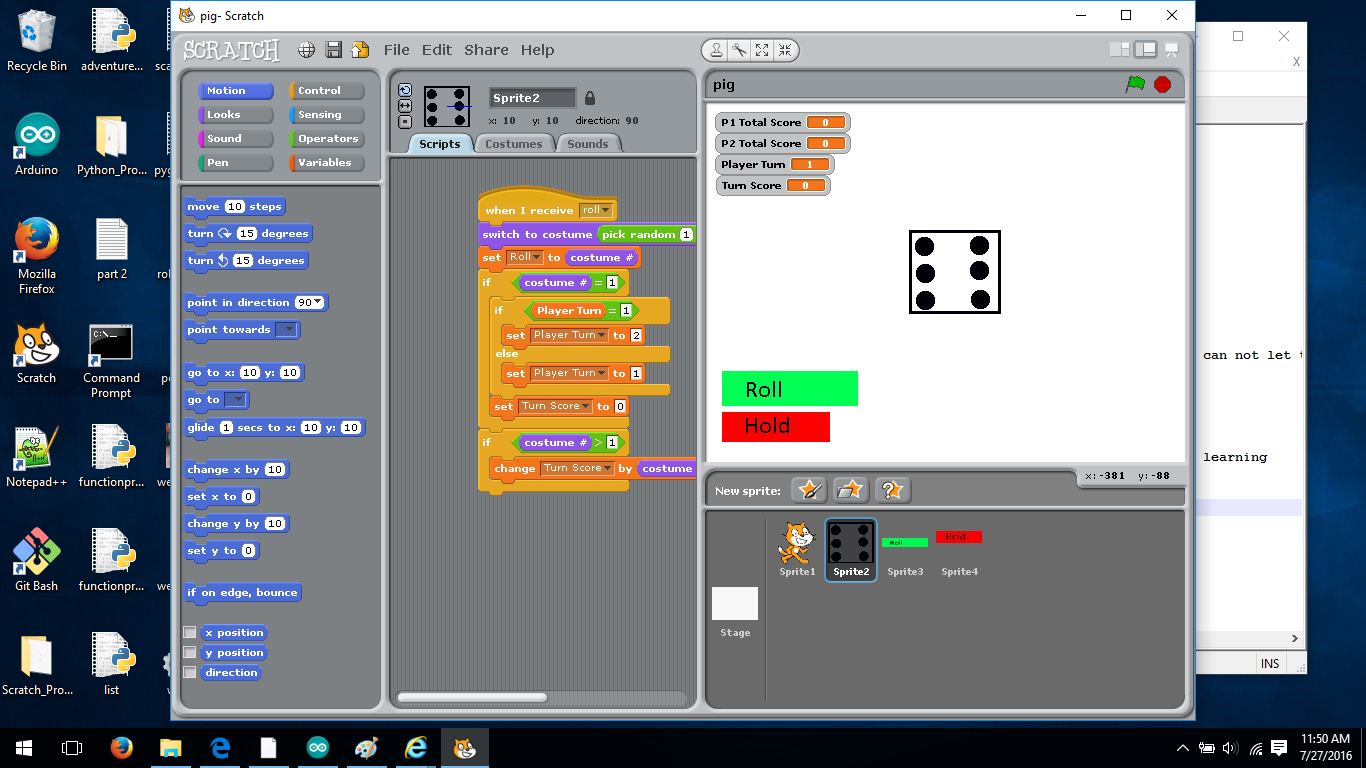 pig- Scratch
SCRATCH File Edit Share Help
Motion Control
Looks Sensing
Sound Operators
Pen Variables
move 10 steps
turn 15 degrees
turn 15 degrees
point in direction 90
point towards
go to x: 10 y: 10
go to
glide 1 secs to x: 10 y: 10
change x by 10
set x to 0
change y by 10
set y to 0
if on edge, bounce
x position
y position
direction
Sprite2
x: 10 y: 10 direction: 90
Scripts Costumes Sounds
when I receive roll
switch to costume pick random 1
set Roll to costume #
if costume # = 1
if Player Turn = 1
set Player Turn to 2
else
set Player Turn to 1
set Turn Score to 0
if costume # > 1
change Turn Score by costume
pig
P1 Total Score 0
P2 Total Score 0
Player Turn 1
Turn Score 0
Roll
Hold
x: -381 y: -88
New sprite:
Roll
Hold
Sprite1 Sprite2 Sprite3 Sprite4
Stage
X
can not let
learning
INS
Recycle Bin
adventure...
Arduino
Python_Pro...
Mozilla
Firefox
part 2
Scratch
Command
Prompt
Notepad++
functionpr...
Git Bash
functionpr...
Scratch_Pro...
list
11:50 AM
7/27/2016